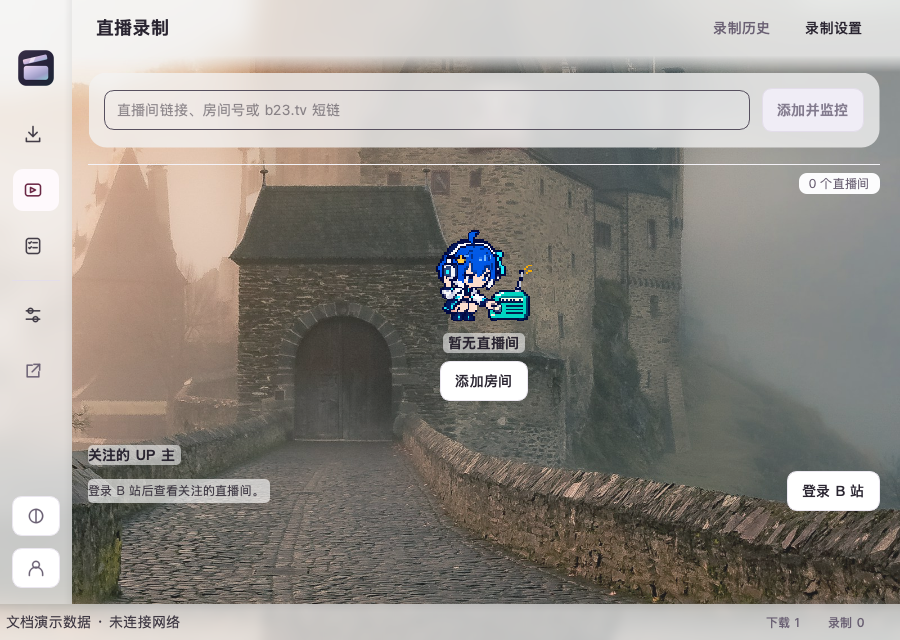 直播录制
录制历史
录制设置
直播间链接、房间号或 b23.tv 短链
添加并监控
0 个直播间
暂无直播间
添加房间
关注的 UP 主
登录 B 站后查看关注的直播间。
登录 B 站
文档演示数据 · 未连接网络
下载 1
录制 0